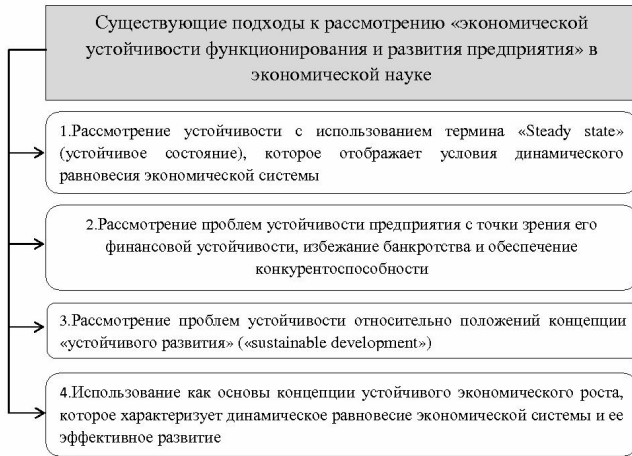 Существующие подходы к рассмотрению «экономической
устойчивости функционирования и развития предприятия» в
экономической науке
1.Рассмотрение устойчивости с использованием термина «Steady state»
(устойчивое состояние), которое отображает условия динамического
равновесия экономической системы
2.Рассмотрение проблем устойчивости предприятия с точки зрения его
финансовой устойчивости, избежание банкротства и обеспечение
конкурентоспособности
3.Рассмотрение проблем устойчивости относительно положений концепции
«устойчивого развития» («sustainable development»)
4.Использование как основы концепции устойчивого экономического роста,
которое характеризует динамическое равновесие экономической системы и ее
эффективное развитие